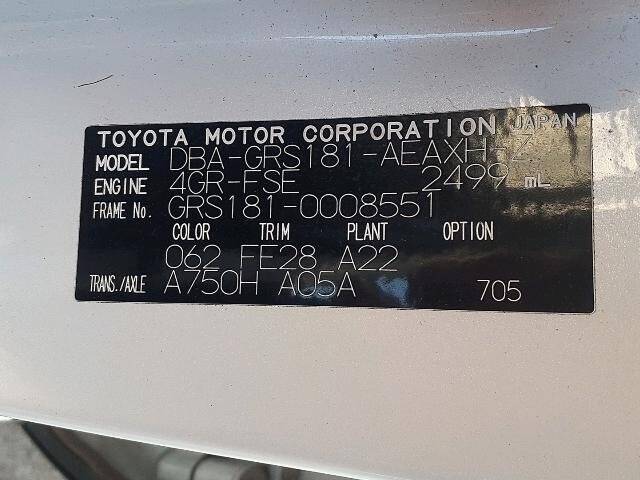 TOYOTA MOTOR CORPORATION JAPAN
MODEL DBA-GRS181-AEAXH-Z
ENGINE 4GR-FSE 2499 mL
FRAME No. GRS181-0008551
COLOR TRIM PLANT OPTION
062 FE28 A22
TRANS./AXLE A750H A05A 705